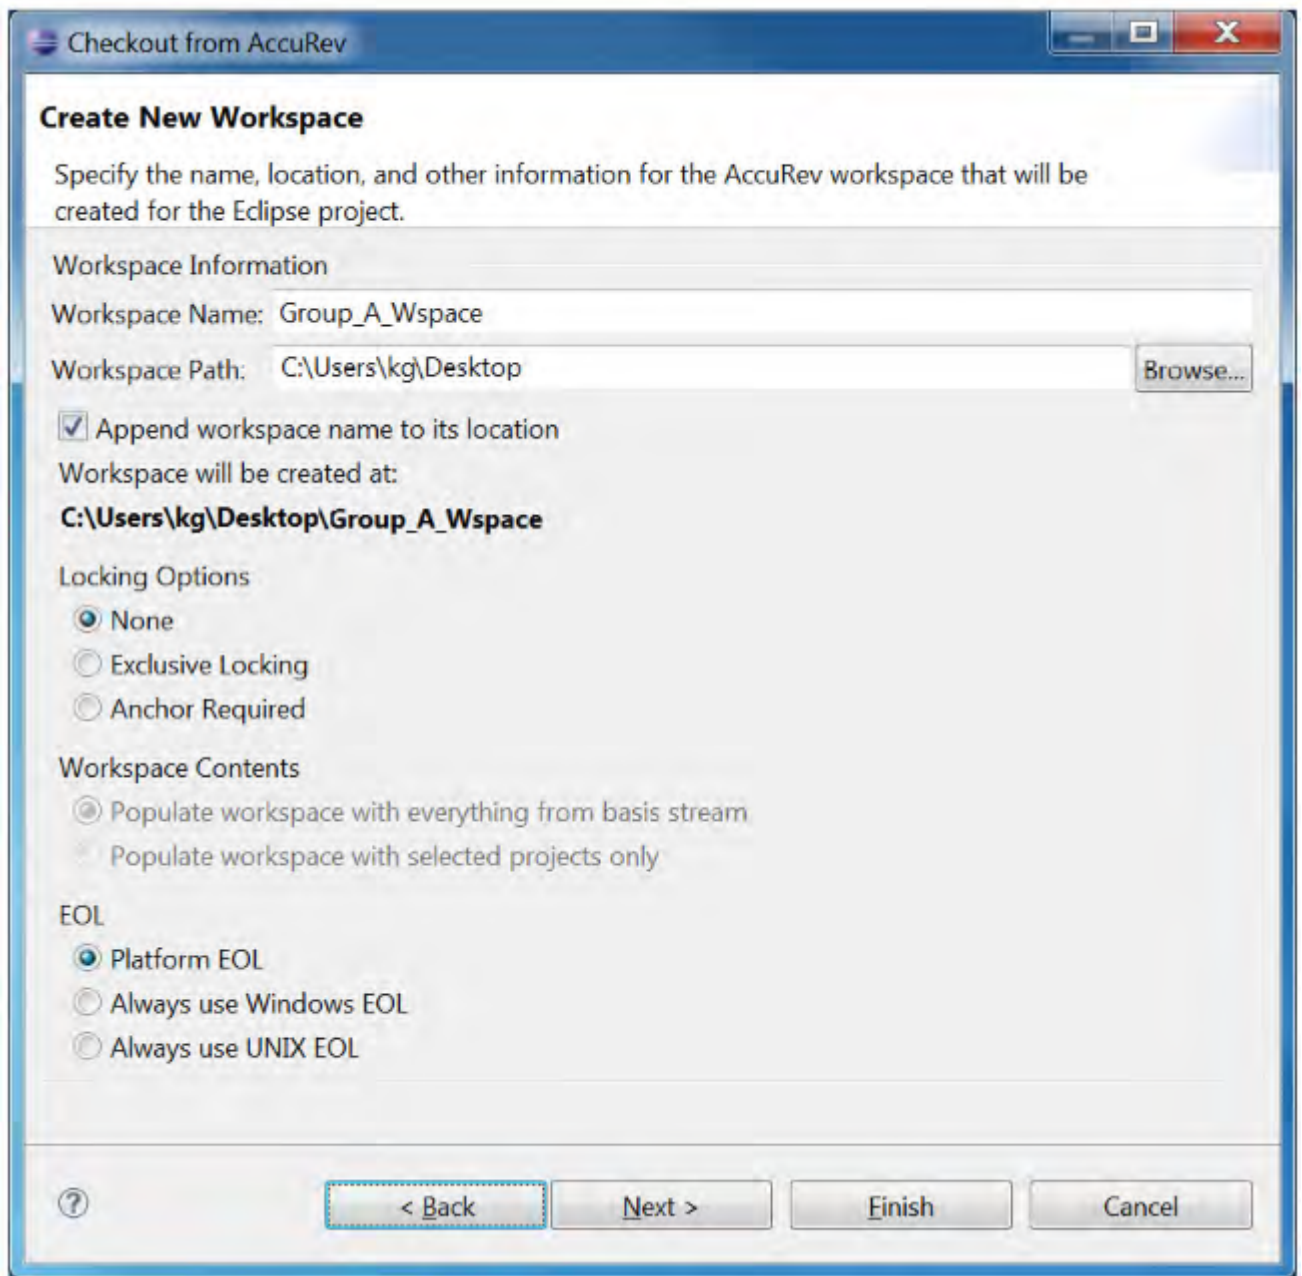 Checkout from AccuRev
Create New Workspace
Specify the name, location, and other information for the AccuRev workspace that will be
created for the Eclipse project.
Workspace Information
Workspace Name: Group_A_Wspace
Workspace Path: C:\Users\kg\Desktop Browse...
Append workspace name to its location
Workspace will be created at:
C:\Users\kg\Desktop\Group_A_Wspace
Locking Options
None
Exclusive Locking
Anchor Required
Workspace Contents
Populate workspace with everything from basis stream
Populate workspace with selected projects only
EOL
Platform EOL
Always use Windows EOL
Always use UNIX EOL
? < Back Next > Finish Cancel